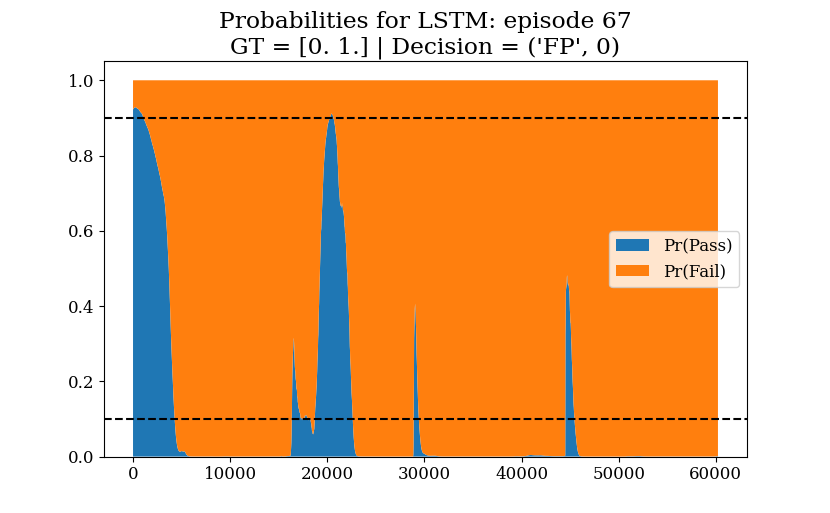 Probabilities for LSTM: episode 67
GT = [0. 1.] | Decision = ('FP', 0)
1.0
0.8
0.6
0.4
0.2
0.0
Pr(Pass)
Pr(Fail)
0 10000 20000 30000 40000 50000 60000